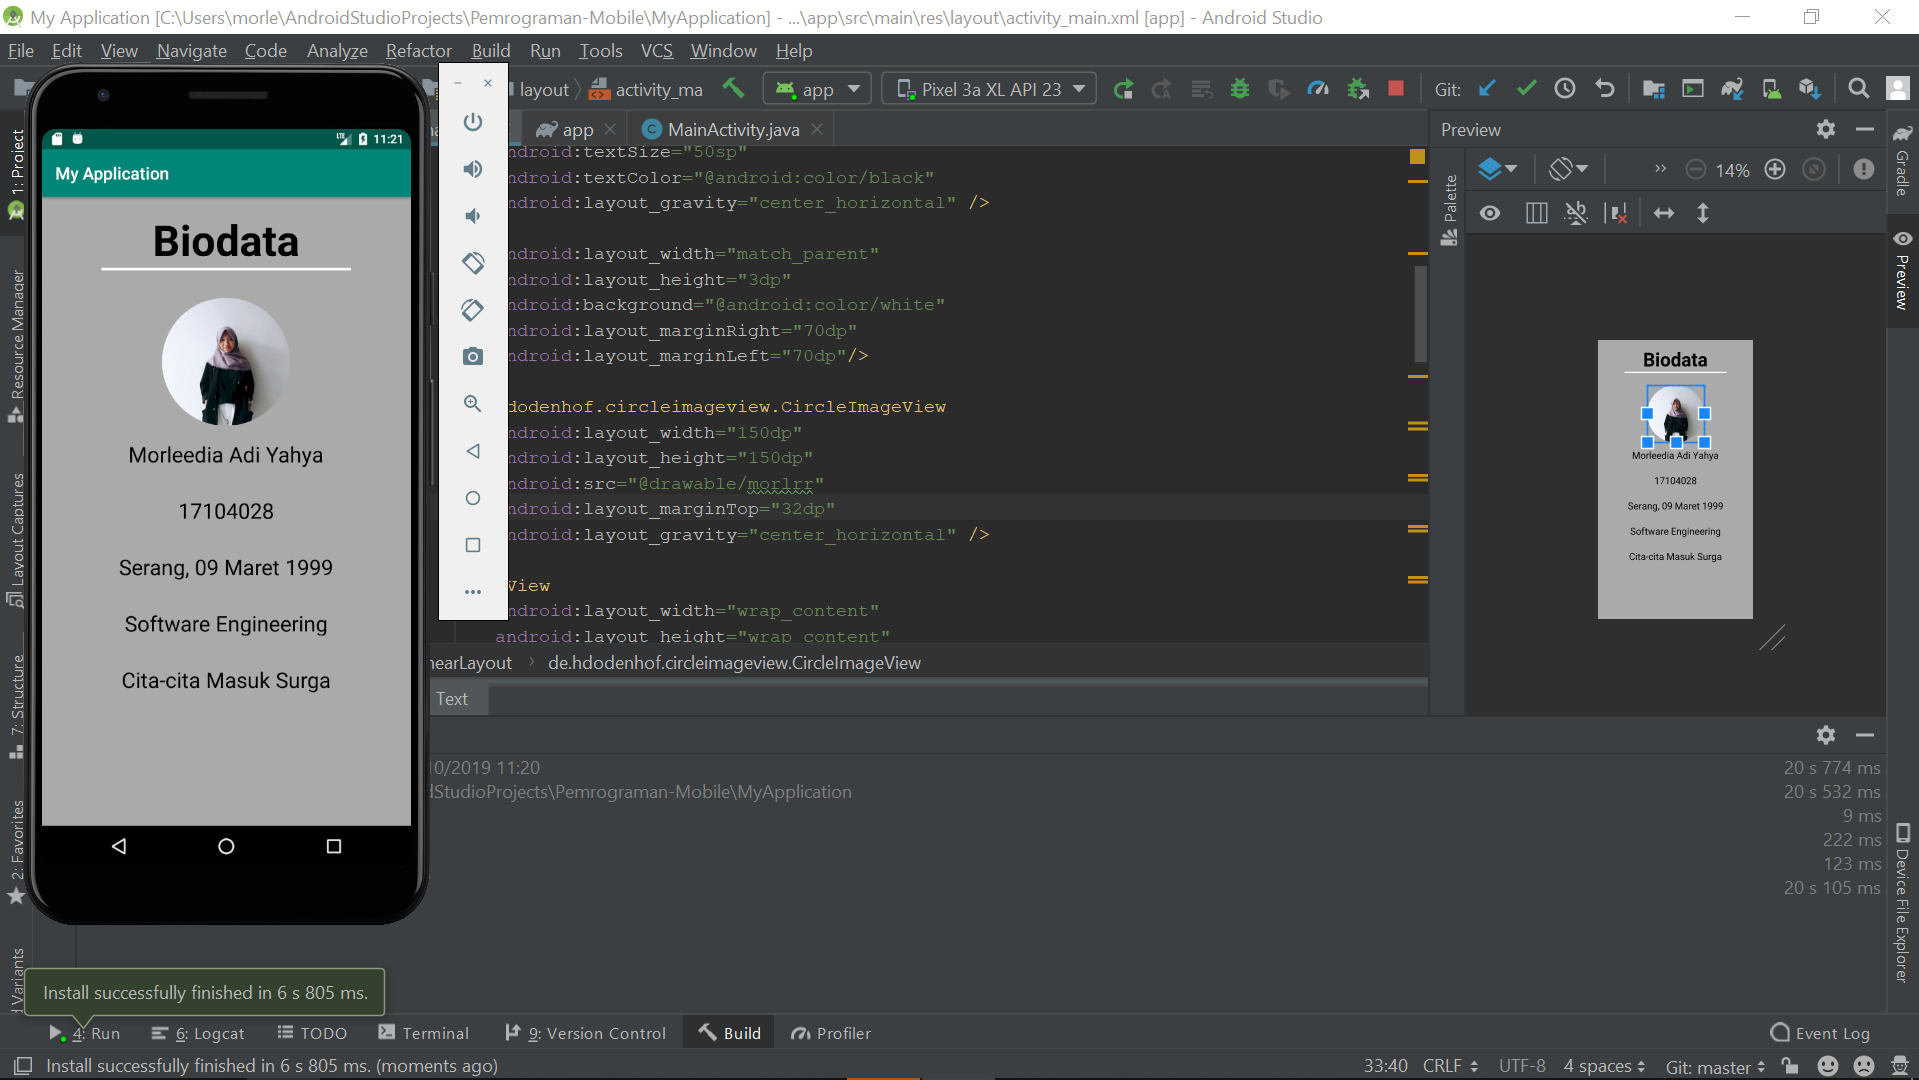 My Application [C:\Users\morle\AndroidStudioProjects\Pemrograman-Mobile\MyApplication] - ...\app\src\main\res\layout\activity_main.xml [app] - Android Studio
File Edit View Navigate Code Analyze Refactor Build Run Tools VCS Window Help
layout activity_ma app Pixel 3a XL API 23 Git:
app MainActivity.java
ndroid:textSize="50sp"
ndroid:textColor="@android:color/black"
ndroid:layout_gravity="center_horizontal" />
ndroid:layout_width="match_parent"
ndroid:layout_height="3dp"
ndroid:background="@android:color/white"
ndroid:layout_marginRight="70dp"
ndroid:layout_marginLeft="70dp"/>
dodenhof.circleimageview.CircleImageView
ndroid:layout_width="150dp"
ndroid:layout_height="150dp"
ndroid:src="@drawable/morlrr"
ndroid:layout_marginTop="32dp"
ndroid:layout_gravity="center_horizontal" />
View
ndroid:layout_width="wrap_content"
android:layout_height="wrap_content"
nearLayout de.hdodenhof.circleimageview.CircleImageView
Text
LTE 11:21
My Application
Biodata
Morleedia Adi Yahya
17104028
Serang, 09 Maret 1999
Software Engineering
Cita-cita Masuk Surga
1: Project
Resource Manager
Layout Captures
7: Structure
2: Favorites
Variants
Preview
14%
Palette
Biodata
Morleedia Adi Yahya
17104028
Serang, 09 Maret 1999
Software Engineering
Cita-cita Masuk Surga
Gradle
Preview
Device File Explorer
0/2019 11:20
dStudioProjects\Pemrograman-Mobile\MyApplication
20 s 774 ms
20 s 532 ms
9 ms
222 ms
123 ms
20 s 105 ms
Install successfully finished in 6 s 805 ms.
4: Run 6: Logcat TODO Terminal 9: Version Control Build Profiler Event Log
Install successfully finished in 6 s 805 ms. (moments ago) 33:40 CRLF UTF-8 4 spaces Git: master